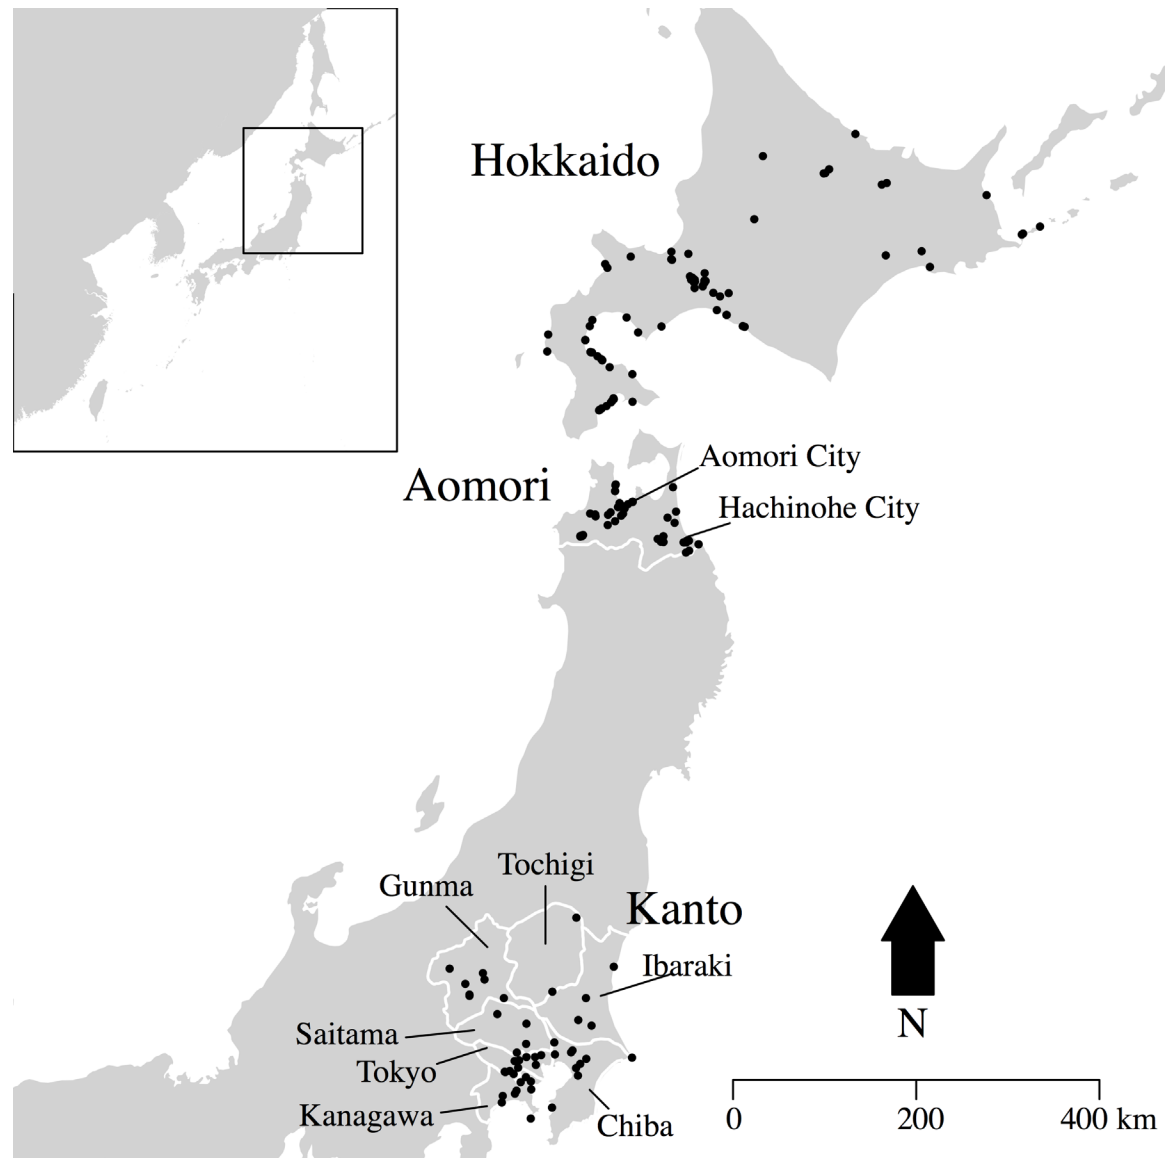 Hokkaido
Aomori City
Aomori
Hachinohe City
Tochigi
Gunma
Kanto
Ibaraki
Saitama
N
Tokyo
Kanagawa
Chiba
0 200 400 km